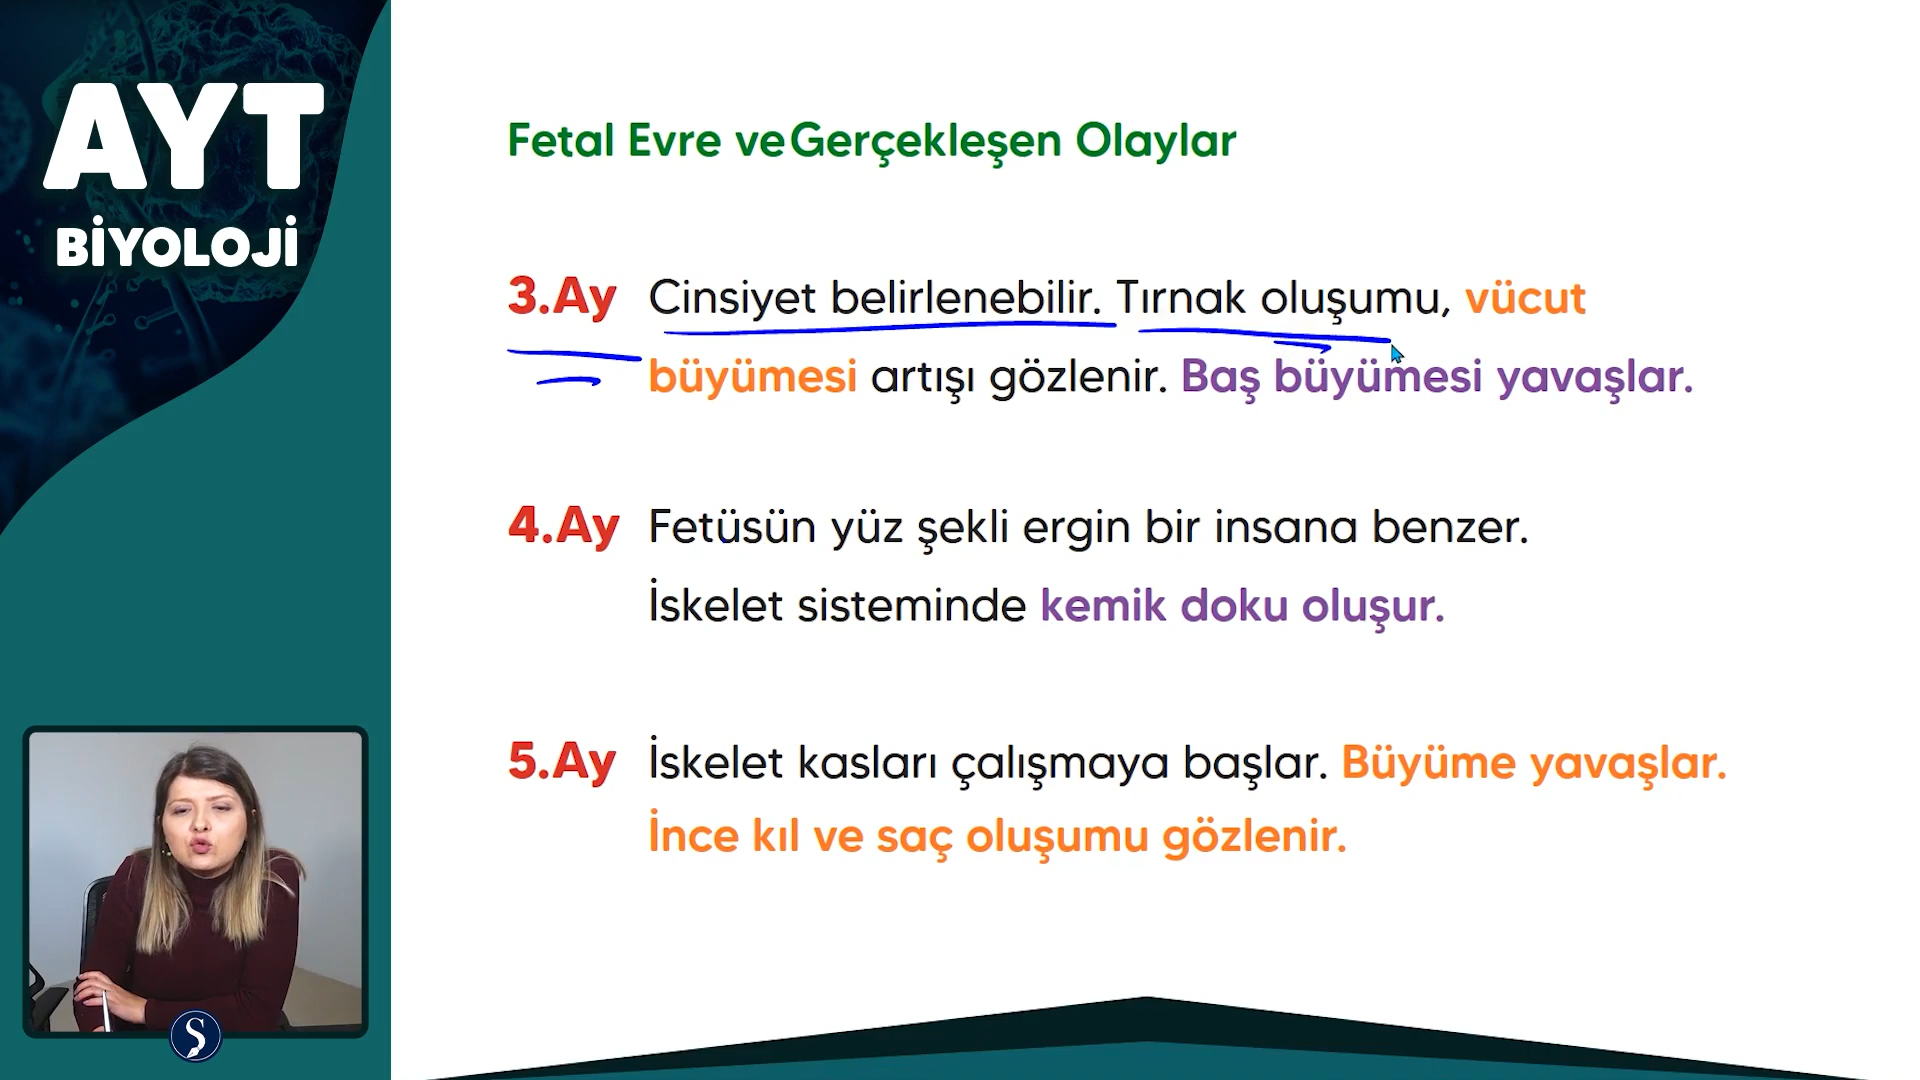 AYT
BİYOLOJİ
Fetal Evre ve Gerçekleşen Olaylar
3.Ay Cinsiyet belirlenebilir. Tırnak oluşumu, vücut
büyümesi artışı gözlenir. Baş büyümesi yavaşlar.
4.Ay Fetüsün yüz şekli ergin bir insana benzer.
İskelet sisteminde kemik doku oluşur.
5.Ay İskelet kasları çalışmaya başlar. Büyüme yavaşlar.
İnce kıl ve saç oluşumu gözlenir.
Ş